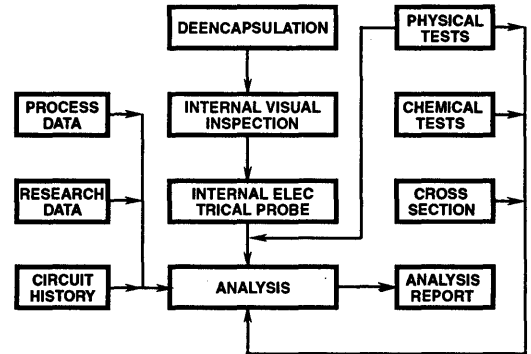 DEENCAPSULATION
PHYSICAL
TESTS
PROCESS
DATA
INTERNAL VISUAL
INSPECTION
CHEMICAL
TESTS
RESEARCH
DATA
INTERNAL ELEC
TRICAL PROBE
CROSS
SECTION
CIRCUIT
HISTORY
ANALYSIS
ANALYSIS
REPORT